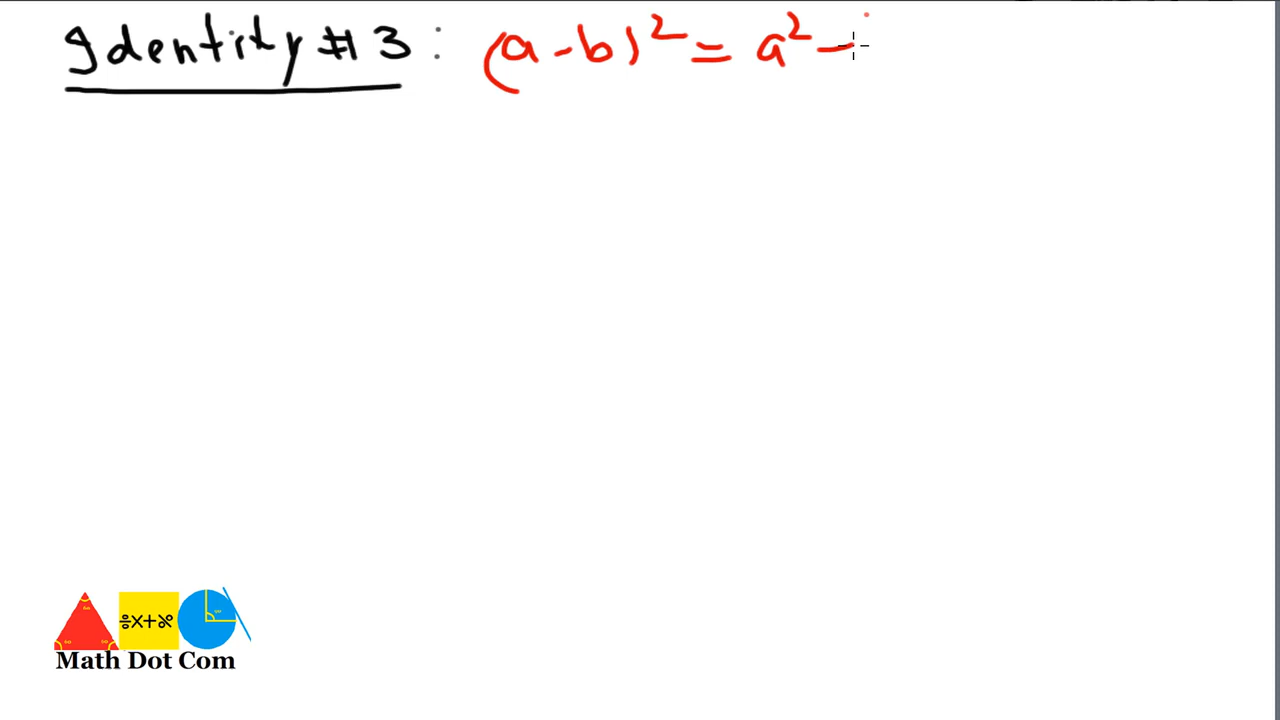 Identity # 3 : (a - b)² = a² -
÷×+%
Math Dot Com